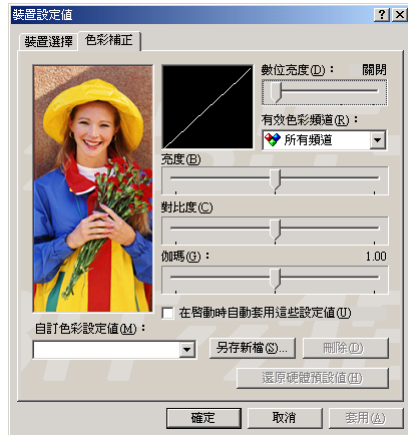 裝置設定值
裝置選擇 色彩補正
數位亮度(D)： 關閉
有效色彩頻道(R)：
所有頻道
亮度(B)
對比度(C)
伽瑪(G)： 1.00
在啓動時自動套用這些設定值(U)
自訂色彩設定值(M)：
另存新檔(S)... 刪除(D)
還原硬體預設值(H)
確定 取消 套用(A)